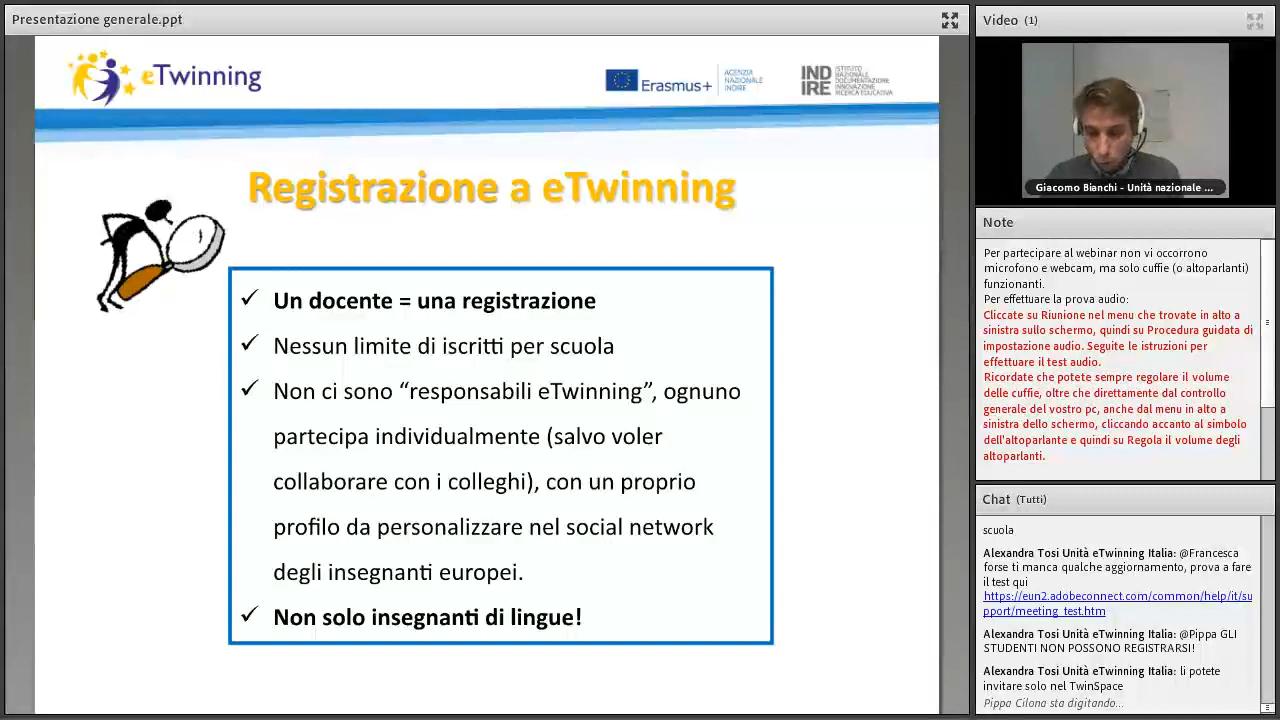 Presentazione generale.ppt
eTwinning
Erasmus+
AGENZIA
NAZIONALE
INDIRE
IND
IRE
ISTITUTO
NAZIONALE
DOCUMENTAZIONE
INNOVAZIONE
RICERCA EDUCATIVA
Registrazione a eTwinning
✓ Un docente = una registrazione
✓ Nessun limite di iscritti per scuola
✓ Non ci sono “responsabili eTwinning”, ognuno
partecipa individualmente (salvo voler
collaborare con i colleghi), con un proprio
profilo da personalizzare nel social network
degli insegnanti europei.
✓ Non solo insegnanti di lingue!
Video (1)
Giacomo Bianchi - Unità nazionale ...
Note
Per partecipare al webinar non vi occorrono
microfono e webcam, ma solo cuffie (o altoparlanti)
funzionanti.
Per effettuare la prova audio:
Cliccate su Riunione nel menu che trovate in alto a
sinistra sullo schermo, quindi su Procedura guidata di
impostazione audio. Seguite le istruzioni per
effettuare il test audio.
Ricordate che potete sempre regolare il volume
delle cuffie, oltre che direttamente dal controllo
generale del vostro pc, anche dal menu in alto a
sinistra dello schermo, cliccando accanto al simbolo
dell'altoparlante e quindi su Regola il volume degli
altoparlanti.
Chat (Tutti)
scuola
Alexandra Tosi Unità eTwinning Italia: @Francesca
forse ti manca qualche aggiornamento, prova a fare
il test qui
https://eun2.adobeconnect.com/common/help/it/su
pport/meeting_test.htm
Alexandra Tosi Unità eTwinning Italia: @Pippa GLI
STUDENTI NON POSSONO REGISTRARSI!
Alexandra Tosi Unità eTwinning Italia: li potete
invitare solo nel TwinSpace
Pippa Cilona sta digitando...